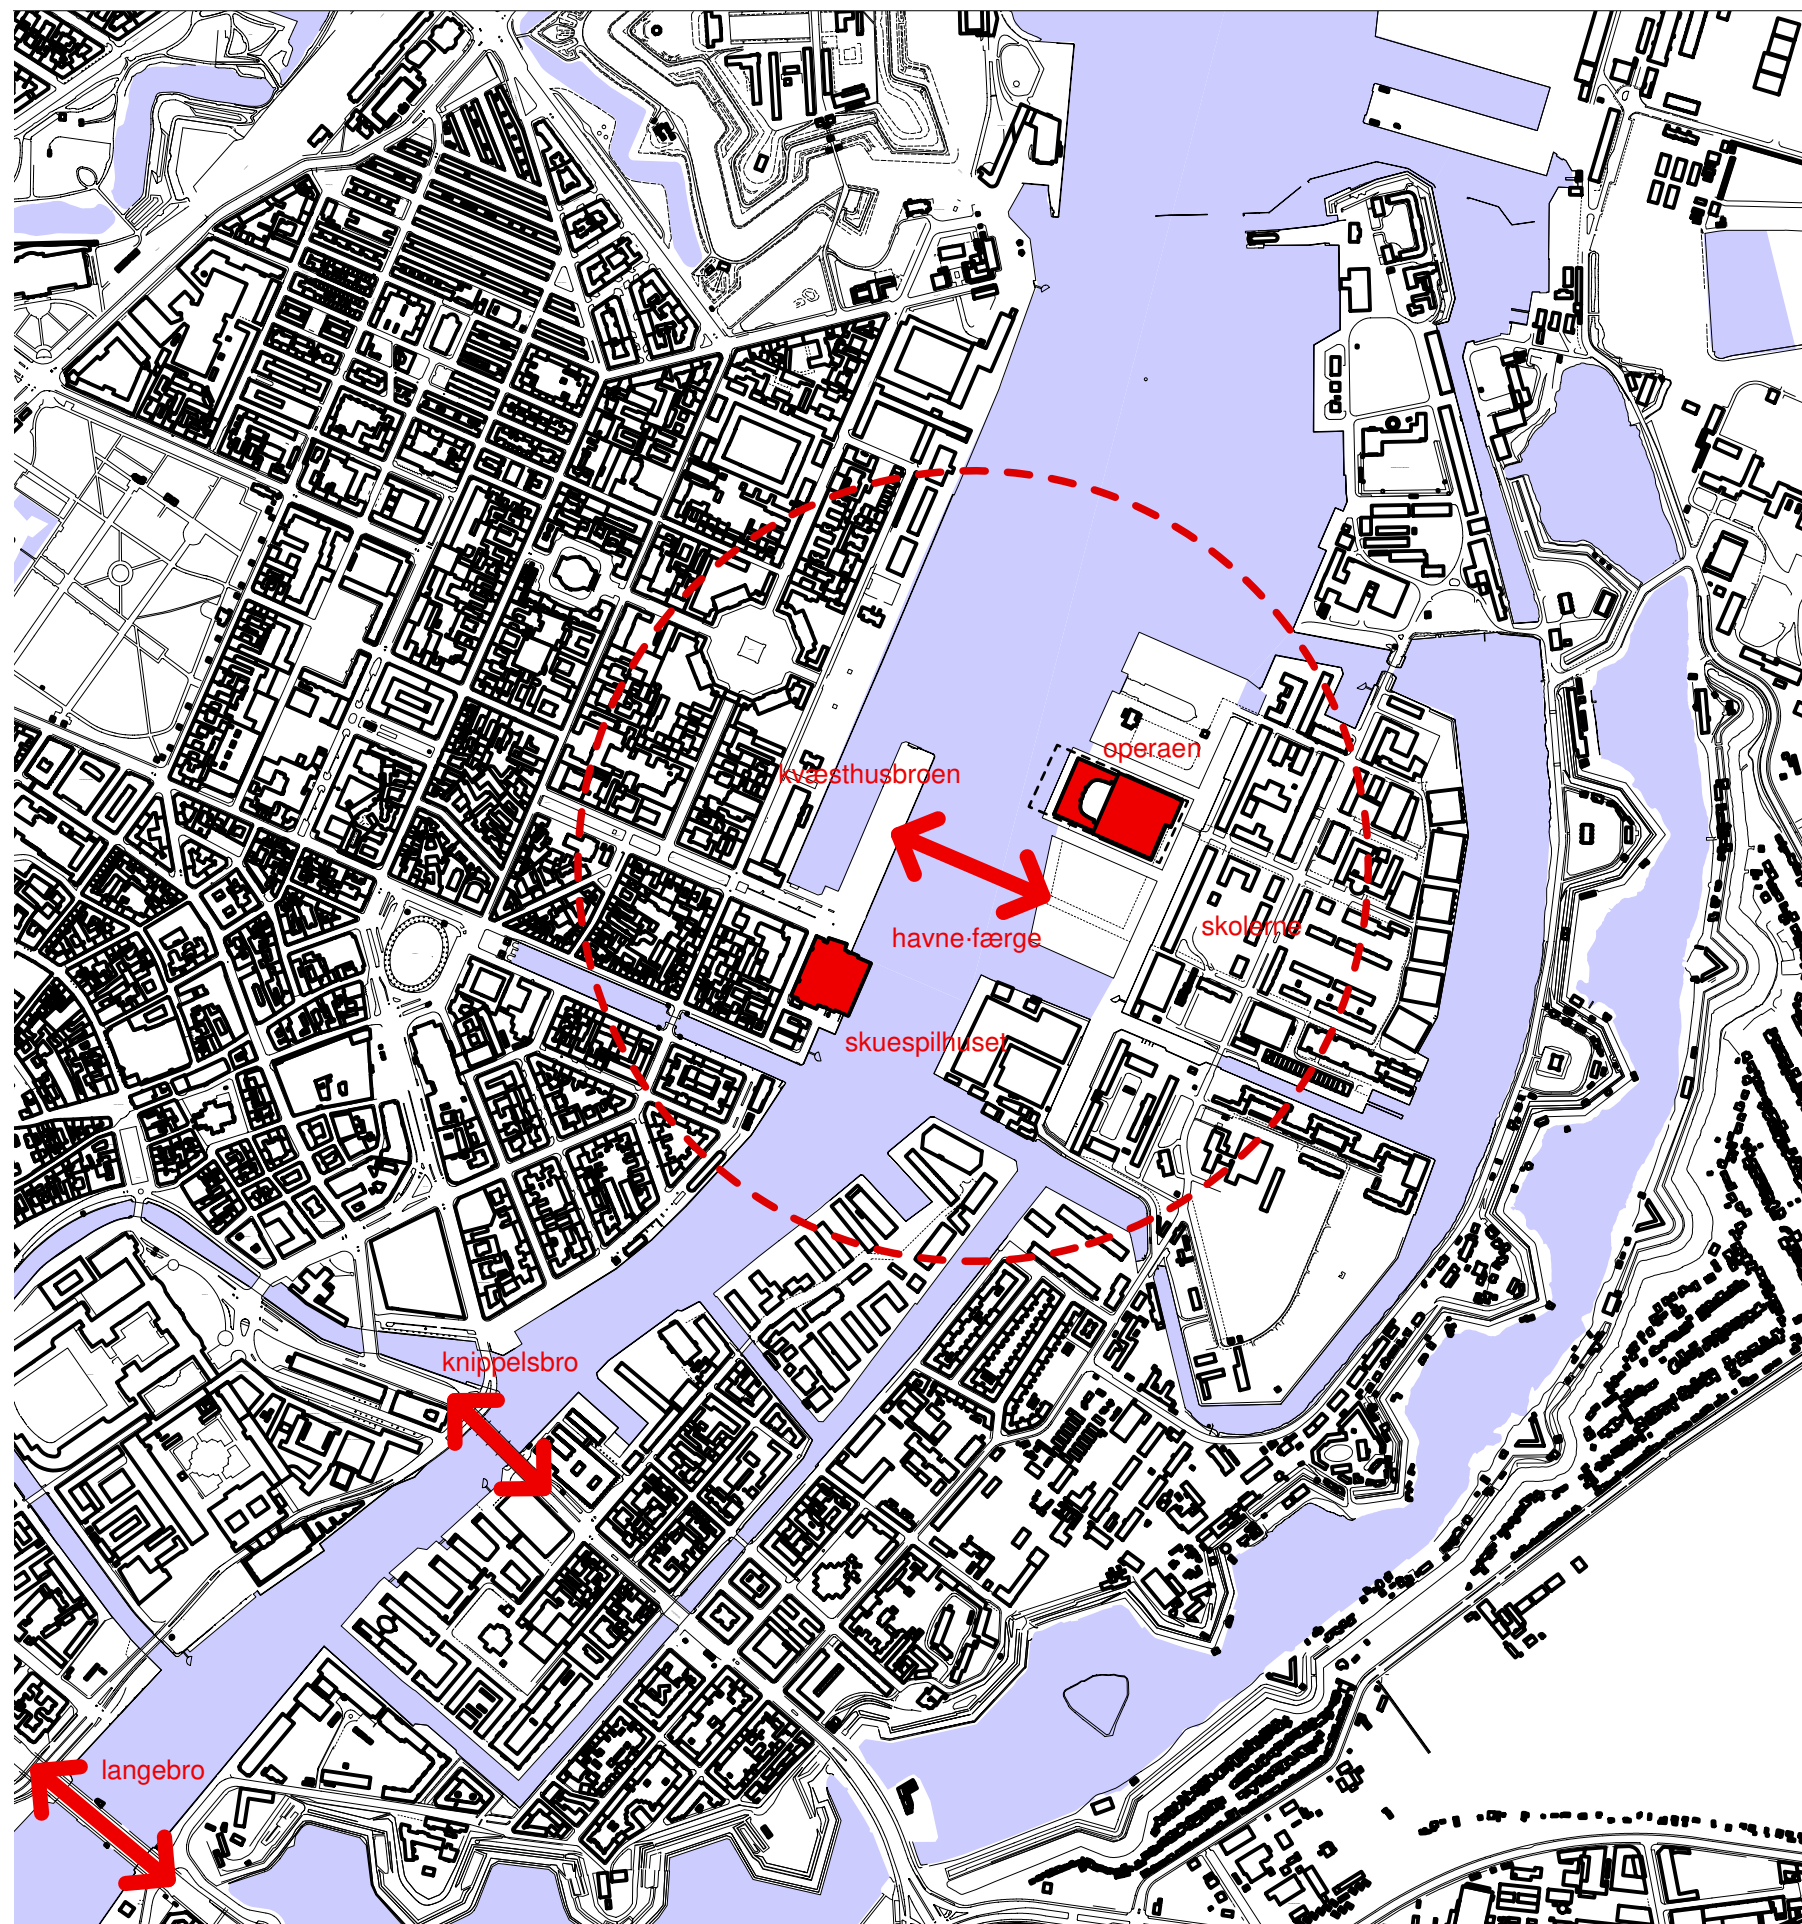 operaen
kvæsthusbroen
skolerne
havne·færge
skuespilhuset
knippelsbro
langebro